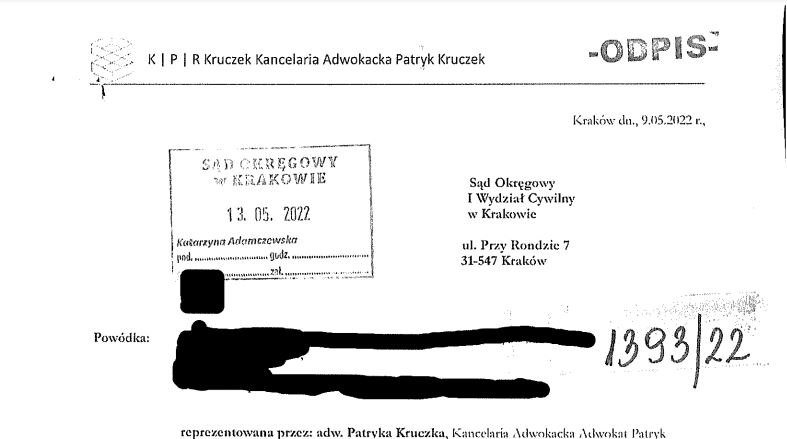 K | P | R Kruczek Kancelaria Adwokacka Patryk Kruczek
-ODPIS-
Kraków dn., 9.05.2022 r.,
SĄD OKRĘGOWY
w KRAKOWIE
13. 05. 2022
Katarzyna Adamczewska
pod. godz.
zał.
Sąd Okręgowy
I Wydział Cywilny
w Krakowie
ul. Przy Rondzie 7
31-547 Kraków
Powódka:
1393/22
reprezentowana przez: adw. Patryka Kruczka, Kancelaria Adwokacka Adwokat Patryk